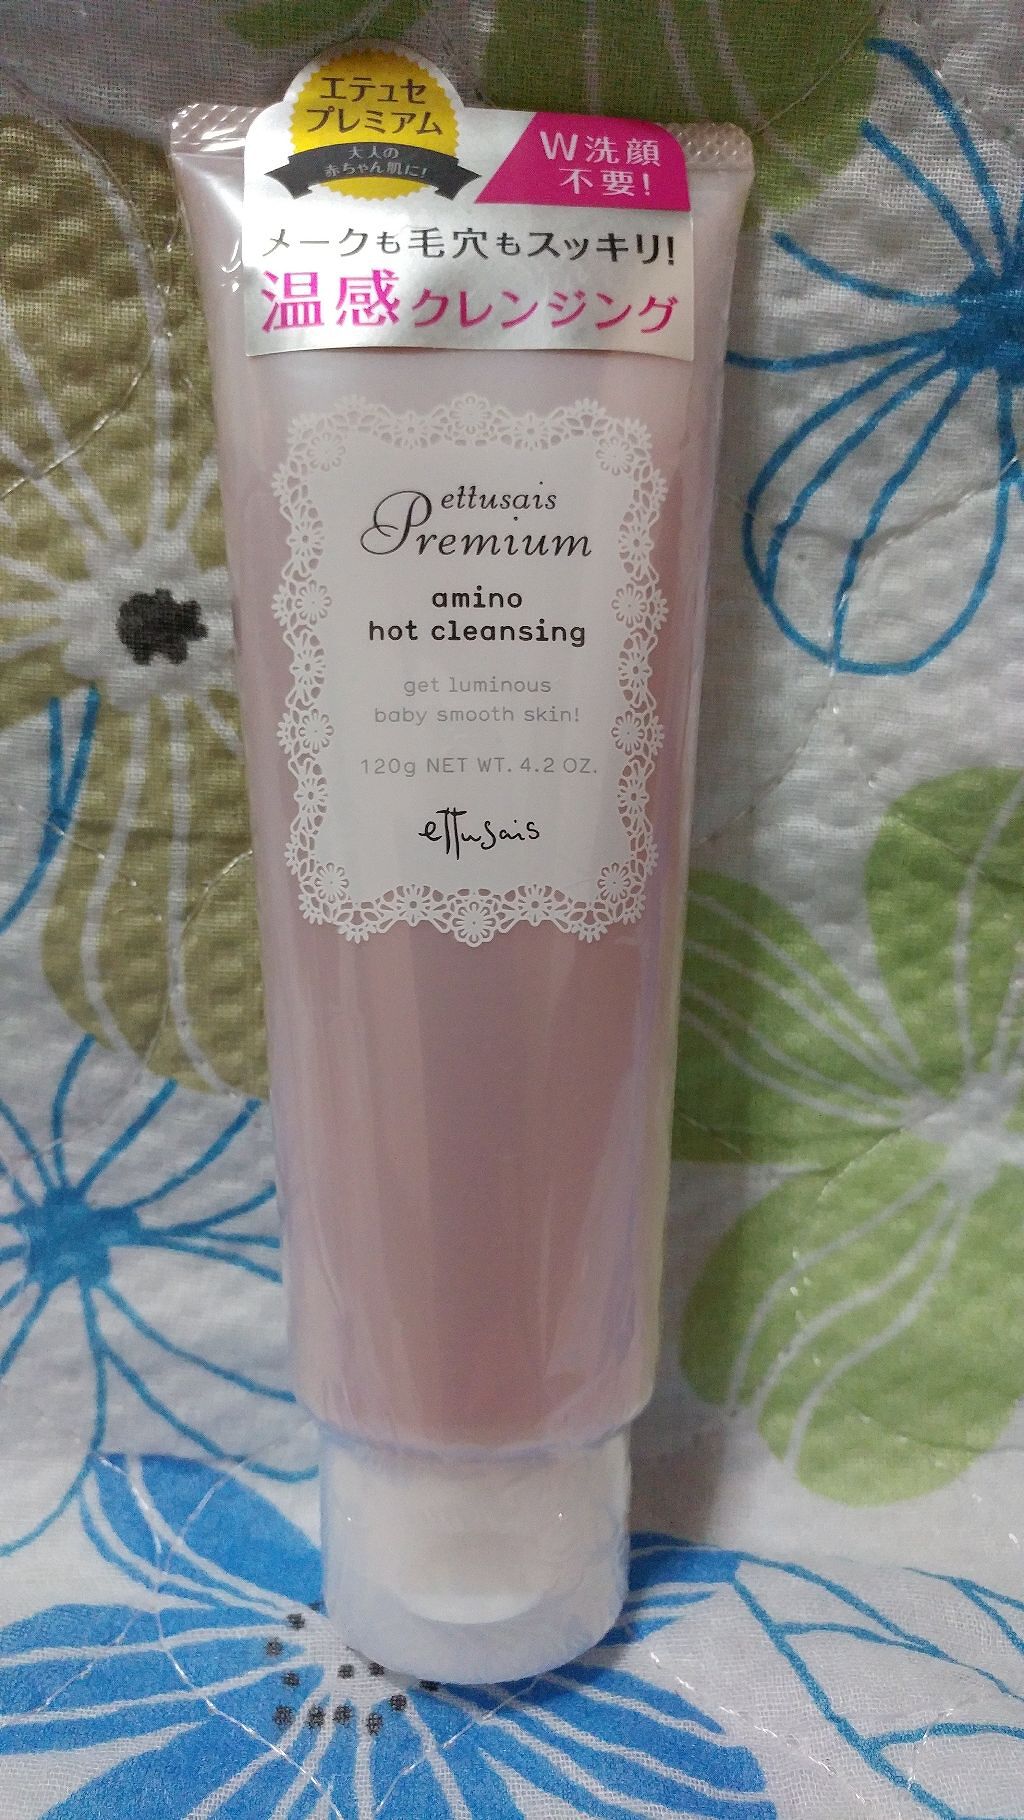 エテュセ
プレミアム
大人の
赤ちゃん肌に!
W洗顔
不要!
メークも毛穴もスッキリ!
温感クレンジング
ettusais
Premium
amino
hot cleansing
get luminous
baby smooth skin!
120g NET WT. 4.2 OZ.
ettusais